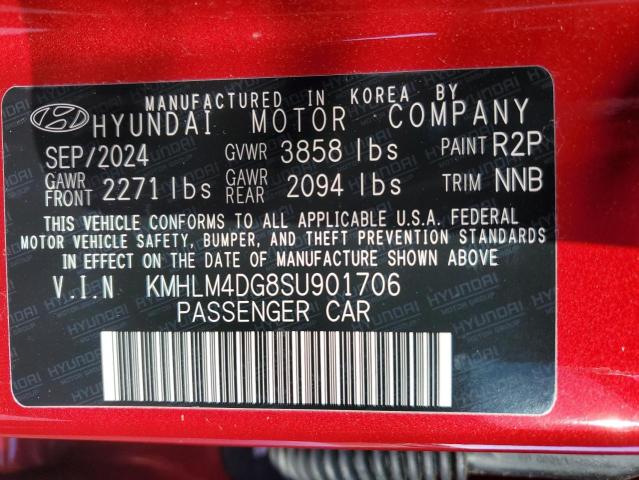 MANUFACTURED IN KOREA BY
HYUNDAI MOTOR COMPANY
SEP/2024 GVWR 3858 lbs PAINT R2P
GAWR FRONT 2271 lbs GAWR REAR 2094 lbs TRIM NNB
THIS VEHICLE CONFORMS TO ALL APPLICABLE U.S.A. FEDERAL
MOTOR VEHICLE SAFETY, BUMPER, AND THEFT PREVENTION STANDARDS
IN EFFECT ON THE DATE OF MANUFACTURE SHOWN ABOVE
V.I.N KMHLM4DG8SU901706
PASSENGER CAR